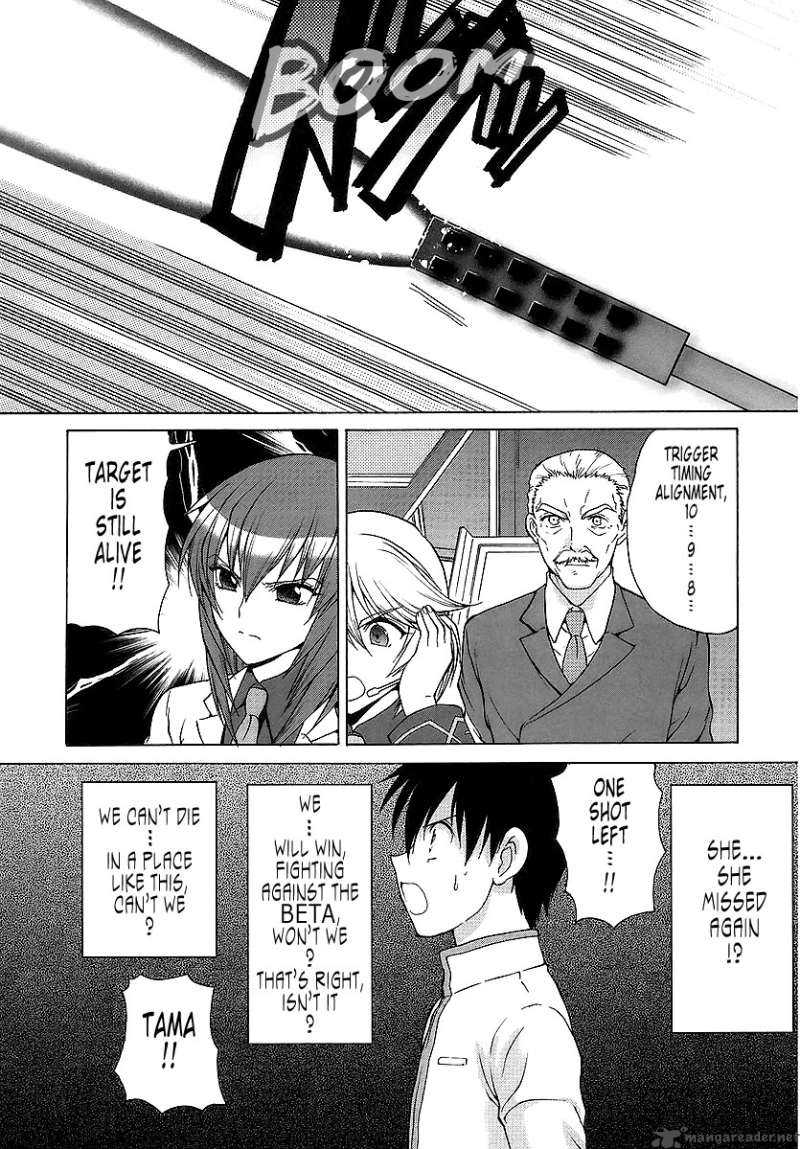 BOOM
TRIGGER
TIMING
ALIGNMENT,
10
...
9
...
8
...
TARGET
IS
STILL
ALIVE
!!
SHE...
SHE
MISSED
AGAIN
!?
ONE
SHOT
LEFT
...
!!
WE
...
WILL WIN,
FIGHTING
AGAINST THE
BETA,
WON'T WE
?
THAT'S RIGHT,
ISN'T IT
?
WE CAN'T DIE
...
IN A PLACE
LIKE THIS,
CAN'T WE
?
TAMA
!!
mangareader.net